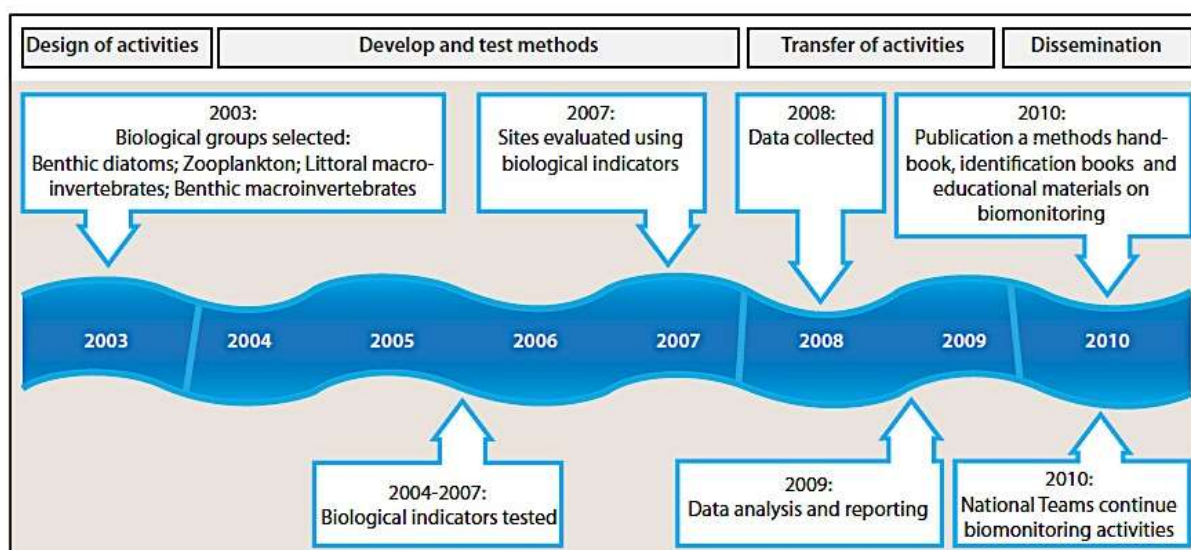 Design of activities
Develop and test methods
Transfer of activities
Dissemination
2003:
Biological groups selected:
Benthic diatoms; Zooplankton; Littoral macro-
invertebrates; Benthic macroinvertebrates
2007:
Sites evaluated using
biological indicators
2008:
Data collected
2010:
Publication a methods hand-
book, identification books and
educational materials on
biomonitoring
2003
2004
2005
2006
2007
2008
2009
2010
2004-2007:
Biological indicators tested
2009:
Data analysis and reporting
2010:
National Teams continue
biomonitoring activities